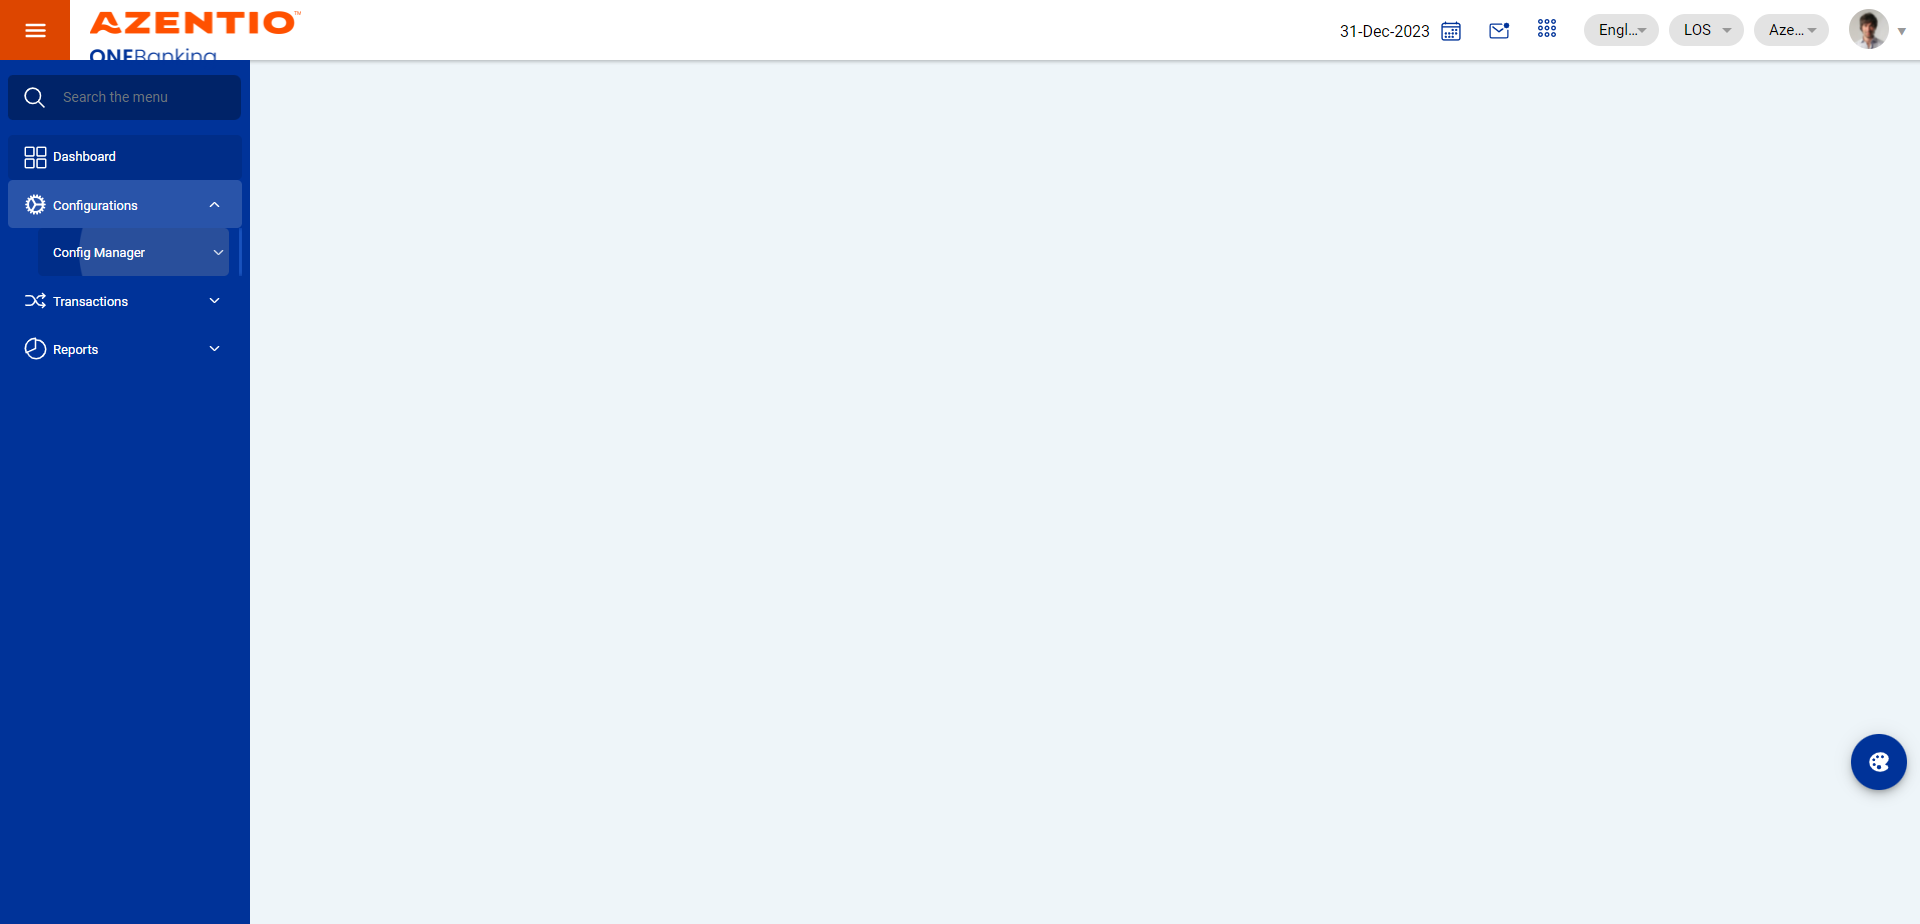 AZENTIO™
ONEBanking
31-Dec-2023
Engl...
LOS
Aze...
Search the menu
Dashboard
Configurations
Config Manager
Transactions
Reports